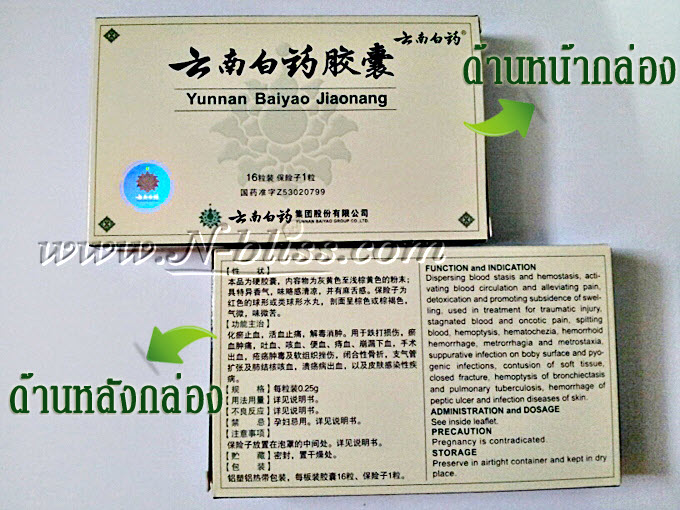 云南白药®
云南白药胶囊
Yunnan Baiyao Jiaonang
16粒装 保险子1粒
国药准字Z53020799
云南白药
云南白药 集团股份有限公司
YUNNAN BAIYAO GROUP CO.,LTD.
ด้านหน้ากล่อง
www.N-bliss.com
ด้านหลังกล่อง
【性 状】
本品为硬胶囊，内容物为灰黄色至浅棕黄色的粉末；
具特异香气，味略感清凉，并有麻舌感。保险子为
红色的球形或类球形水丸，剖面呈棕色或棕褐色，
气微，味微苦。
【功能主治】
化瘀止血，活血止痛，解毒消肿。用于跌打损伤，瘀
血肿痛，吐血、咳血、便血、痔血、崩漏下血，手术
出血，疮疡肿毒及软组织挫伤，闭合性骨折，支气管
扩张及肺结核咳血，溃疡病出血，以及皮肤感染性疾
病。
【规 格】每粒装0.25g
【用法用量】详见说明书。
【不良反应】详见说明书。
【禁 忌】孕妇忌用。详见说明书。
【注意事项】
保险子放置在泡罩的中间处。详见说明书。
【贮 藏】密封，置干燥处。
【包 装】
铝塑铝热带包装，每板装胶囊16粒、保险子1粒。
FUNCTION and INDICATION
Dispersing blood stasis and hemostasis, acti-
vating blood circulation and alleviating pain,
detoxication and promoting subsidence of swel-
ling, used in treatment for traumatic injury,
stagnated blood and oncotic pain, spitting
blood, hemoptysis, hematochezia, hemorrhoid
hemorrhage, metrorrhagia and metrostaxis,
suppurative infection on boby surface and pyo-
genic infections, contusion of soft tissue,
closed fracture, hemoptysis of bronchiectasis
and pulmonary tuberculosis, hemorrhage of
peptic ulcer and infection diseases of skin.
ADMINISTRATION and DOSAGE
See inside leaflet.
PRECAUTION
Pregnancy is contradicated.
STORAGE
Preserve in airtight container and kept in dry
place.